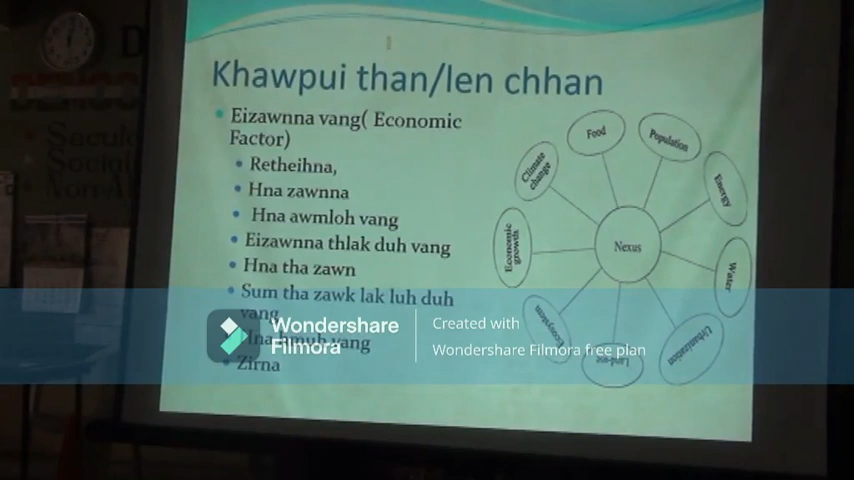 Khawpui than/len chhan
Eizawnna vang( Economic
Factor)
Retheihna,
Hna zawnna
Hna awmloh vang
Eizawnna thlak duh vang
Hna tha zawn
Sum tha zawk lak luh duh
vang
vang
Zirna
Food
Population
Climate
change
Energy
Economic
growth
Nexus
Water
Ecosystem
Land-use
Urbanization
Wondershare
Filmora
Created with
Wondershare Filmora free plan